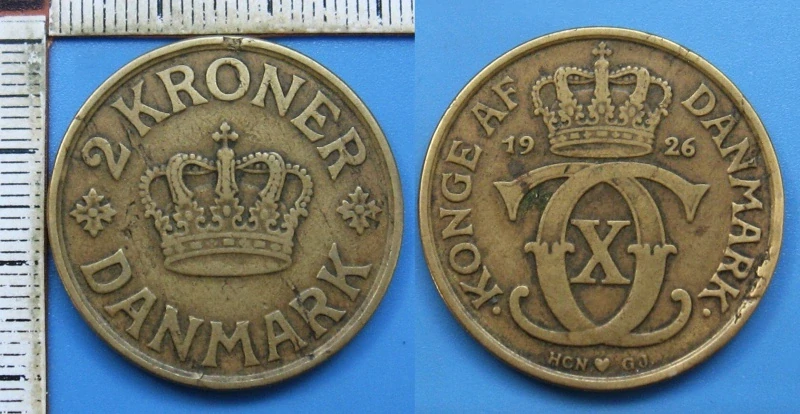 2 KRONER
DANMARK
· KONGE AF DANMARK ·
19 26
X
HCN ♥ GJ